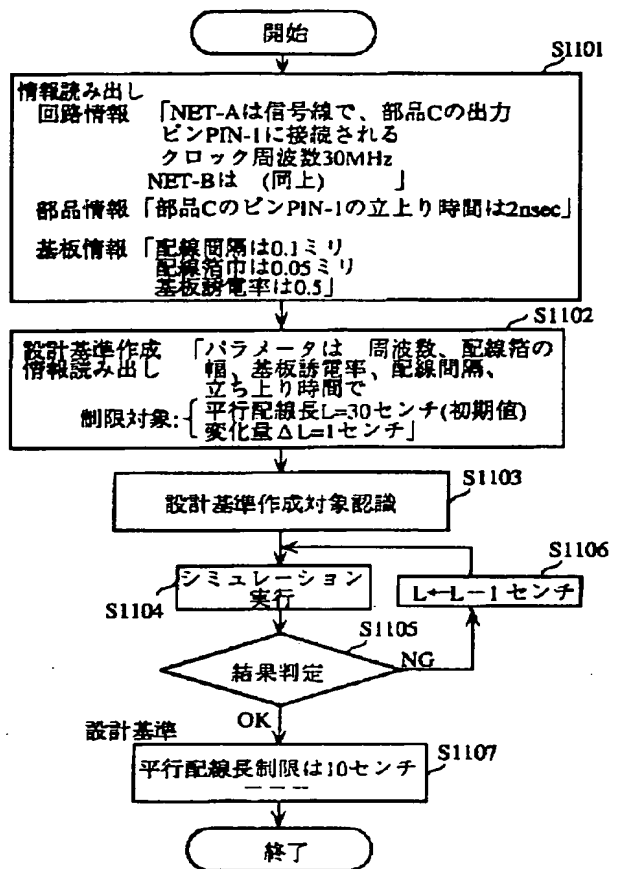 開始
S1101
情報読み出し
回路情報 「NET-Aは信号線で、部品Cの出力
ピンPIN-1に接続される
クロック周波数30MHz
NET-Bは (同上) 」
部品情報「部品CのピンPIN-1の立上り時間は2nsec」
基板情報「配線間隔は0.1ミリ
配線箔巾は0.05ミリ
基板誘電率は0.5」
S1102
設計基準作成 「パラメータは 周波数、配線箔の
情報読み出し 幅、基板誘電率、配線間隔、
立ち上り時間で
制限対象:{平行配線長L=30センチ(初期値)
変化量ΔL=1センチ」
S1103
設計基準作成対象認識
S1106
シミュレーション
実行
S1104
L←L-1センチ
S1105
結果判定
NG
OK
設計基準
S1107
平行配線長制限は10センチ
---
終了